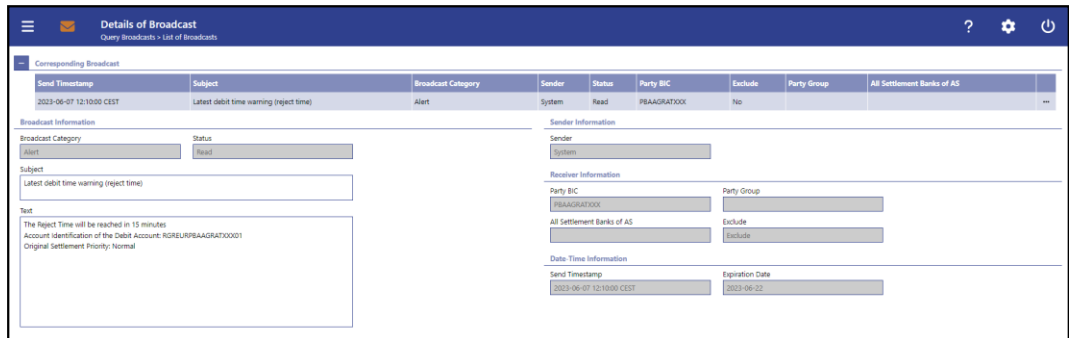 Details of Broadcast
Query Broadcasts > List of Broadcasts
Corresponding Broadcast
Send Timestamp Subject Broadcast Category Sender Status Party BIC Exclude Party Group All Settlement Banks of AS
2023-06-07 12:10:00 CEST Latest debit time warning (reject time) Alert System Read PBAAGRATXXX No ...
Broadcast Information
Broadcast Category Status
Alert Read
Subject
Latest debit time warning (reject time)
Text
The Reject Time will be reached in 15 minutes
Account Identification of the Debit Account: RGREURPBAAGRATXXX01
Original Settlement Priority: Normal
Sender Information
Sender
System
Receiver Information
Party BIC Party Group
PBAAGRATXXX
All Settlement Banks of AS Exclude
Exclude
Date-Time Information
Send Timestamp Expiration Date
2023-06-07 12:10:00 CEST 2023-06-22